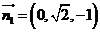 n₁⃗ = (0, √2, −1)